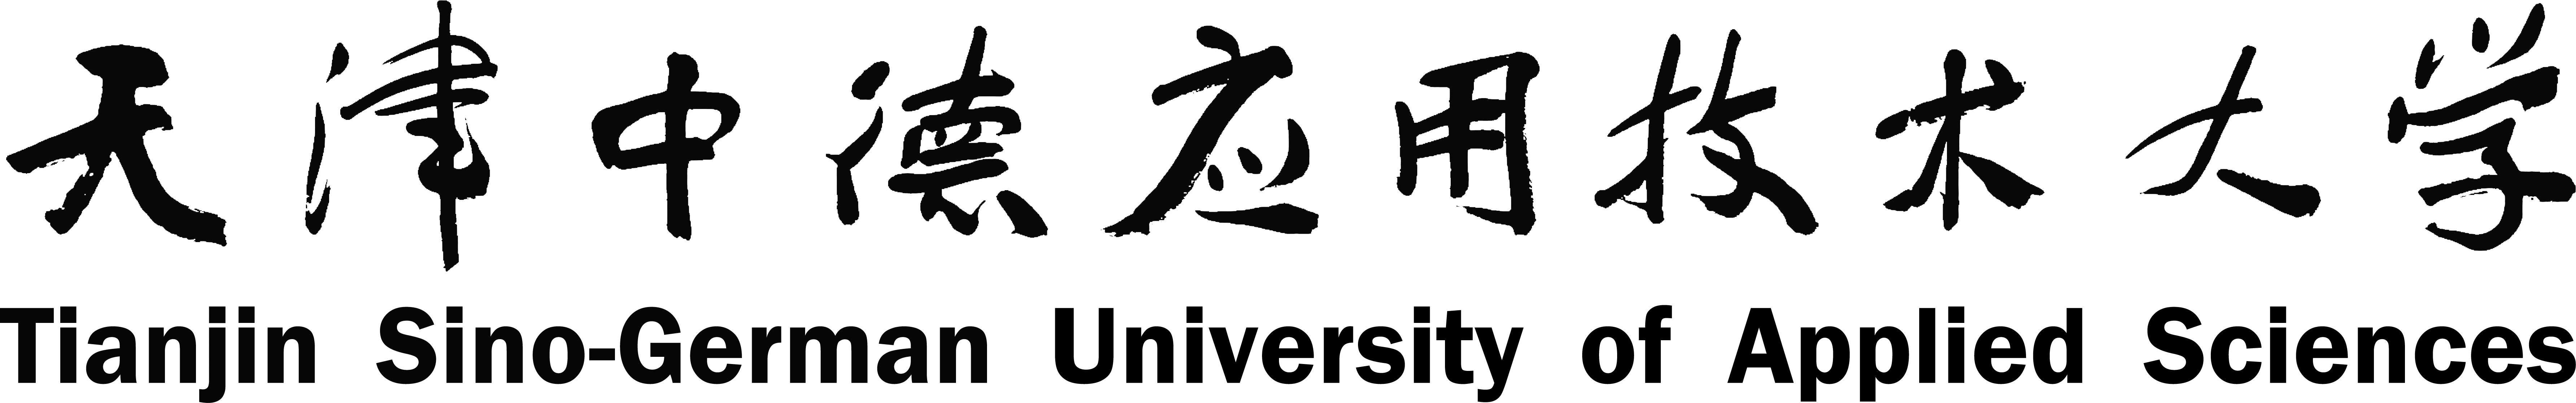 天津中德应用技术大学
Tianjin Sino-German University of Applied Sciences